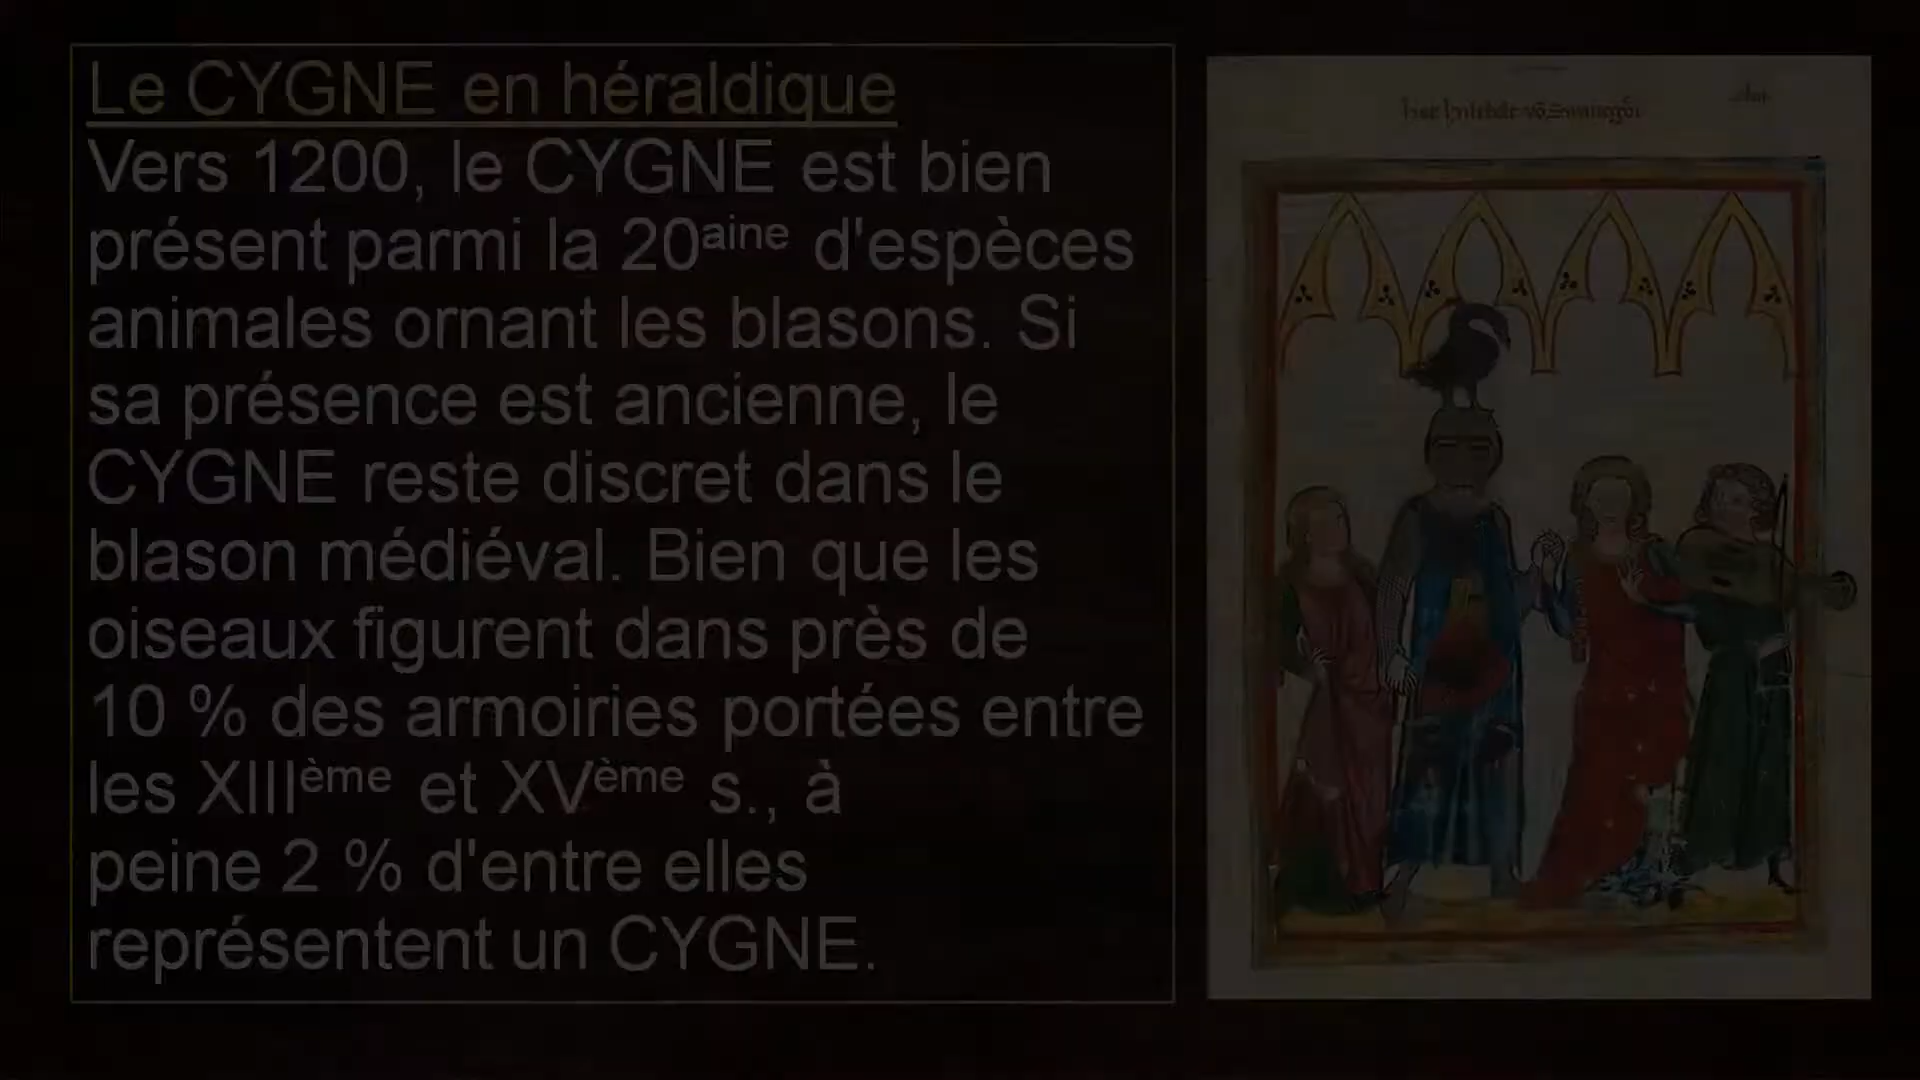 Le CYGNE en héraldique
Vers 1200, le CYGNE est bien
présent parmi la 20aine d'espèces
animales ornant les blasons. Si
sa présence est ancienne, le
CYGNE reste discret dans le
blason médiéval. Bien que les
oiseaux figurent dans près de
10 % des armoiries portées entre
les XIIIème et XVème s., à
peine 2 % d'entre elles
représentent un CYGNE.